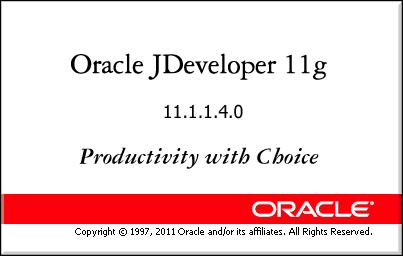 Oracle JDeveloper 11g
11.1.1.4.0
Productivity with Choice
ORACLE®
Copyright © 1997, 2011 Oracle and/or its affiliates. All Rights Reserved.